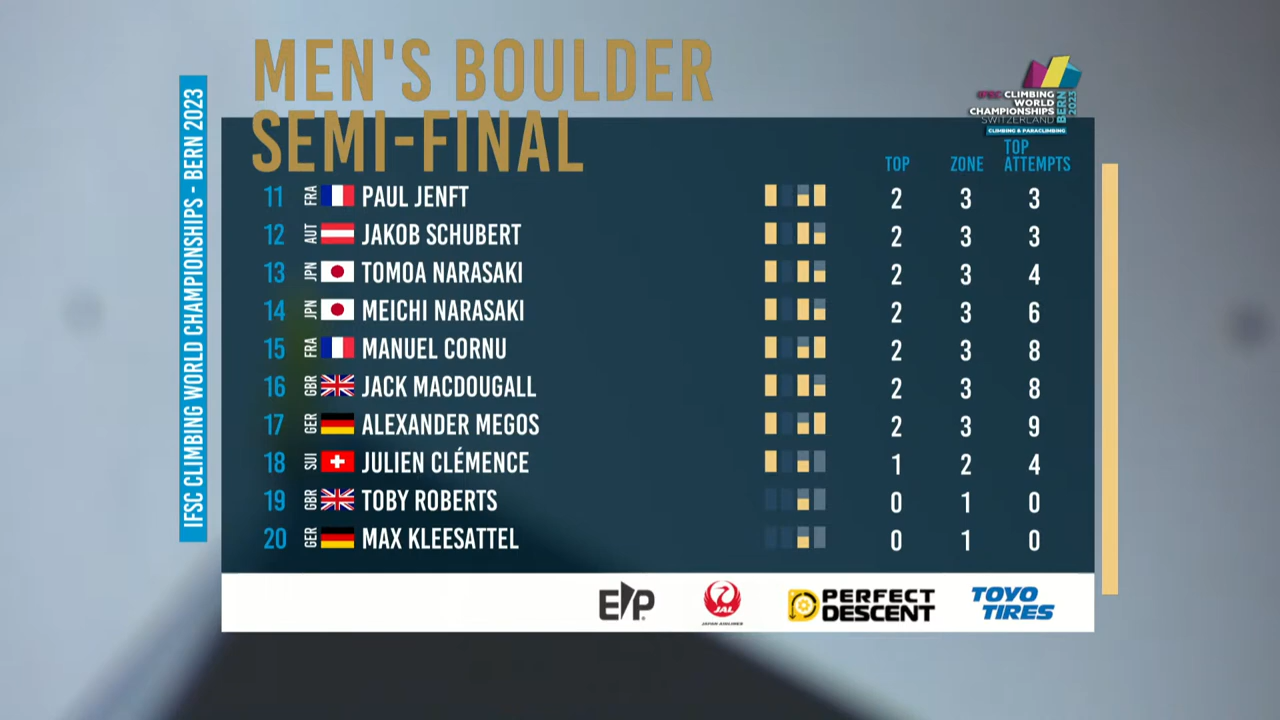 MEN'S BOULDER
SEMI-FINAL
IFSC CLIMBING WORLD CHAMPIONSHIPS - BERN 2023
IFSC CLIMBING
WORLD
CHAMPIONSHIPS
SWITZERLAND
BERN 2023
CLIMBING & PARACLIMBING
TOP ZONE TOP ATTEMPTS
11 FRA PAUL JENFT 2 3 3
12 AUT JAKOB SCHUBERT 2 3 3
13 JPN TOMOA NARASAKI 2 3 4
14 JPN MEICHI NARASAKI 2 3 6
15 FRA MANUEL CORNU 2 3 8
16 GBR JACK MACDOUGALL 2 3 8
17 GER ALEXANDER MEGOS 2 3 9
18 SUI JULIEN CLÉMENCE 1 2 4
19 GBR TOBY ROBERTS 0 1 0
20 GER MAX KLEESATTEL 0 1 0
EP
JAL
JAPAN AIRLINES
PERFECT
DESCENT
TOYO
TIRES